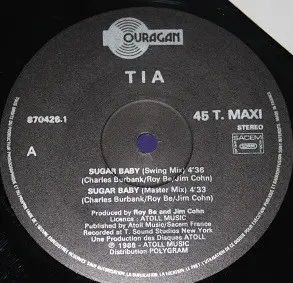 OURAGAN
TIA
870426.1
45 T. MAXI
STEREO
SACEM
A
SUGAR BABY (Swing Mix) 4'36
(Charles Burbank/Roy Be/Jim Cohn)
SUGAR BABY (Master Mix) 4'33
(Charles Burbank/Roy Be/Jim Cohn)
Produced by Roy Be and Jim Cohn
Licence : ATOLL MUSIC
Published by Atoll Music/Sacem France
Recorded at T. Sound Studios New York
Une Production des Disques ATOLL
℗ 1988 - ATOLL MUSIC
Distribution POLYGRAM